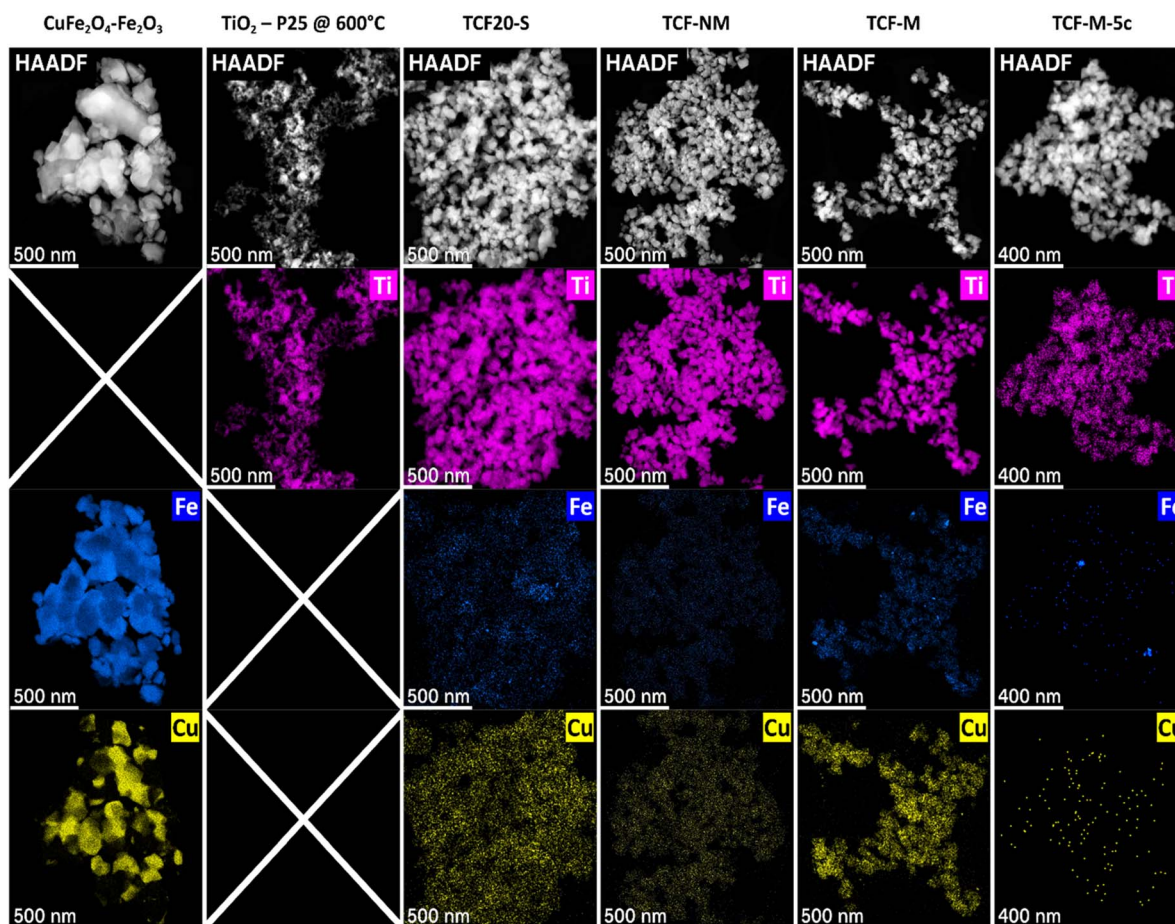 CuFe₂O₄-Fe₂O₃ TiO₂ – P25 @ 600°C TCF20-S TCF-NM TCF-M TCF-M-5c
HAADF HAADF HAADF HAADF HAADF HAADF
500 nm 500 nm 500 nm 500 nm 500 nm 400 nm
Ti Ti Ti Ti T
500 nm 500 nm 500 nm 500 nm 400 nm
Fe Fe Fe Fe Fe
500 nm 500 nm 500 nm 500 nm 400 nm
Cu Cu Cu Cu Cu
500 nm 500 nm 500 nm 500 nm 400 nm